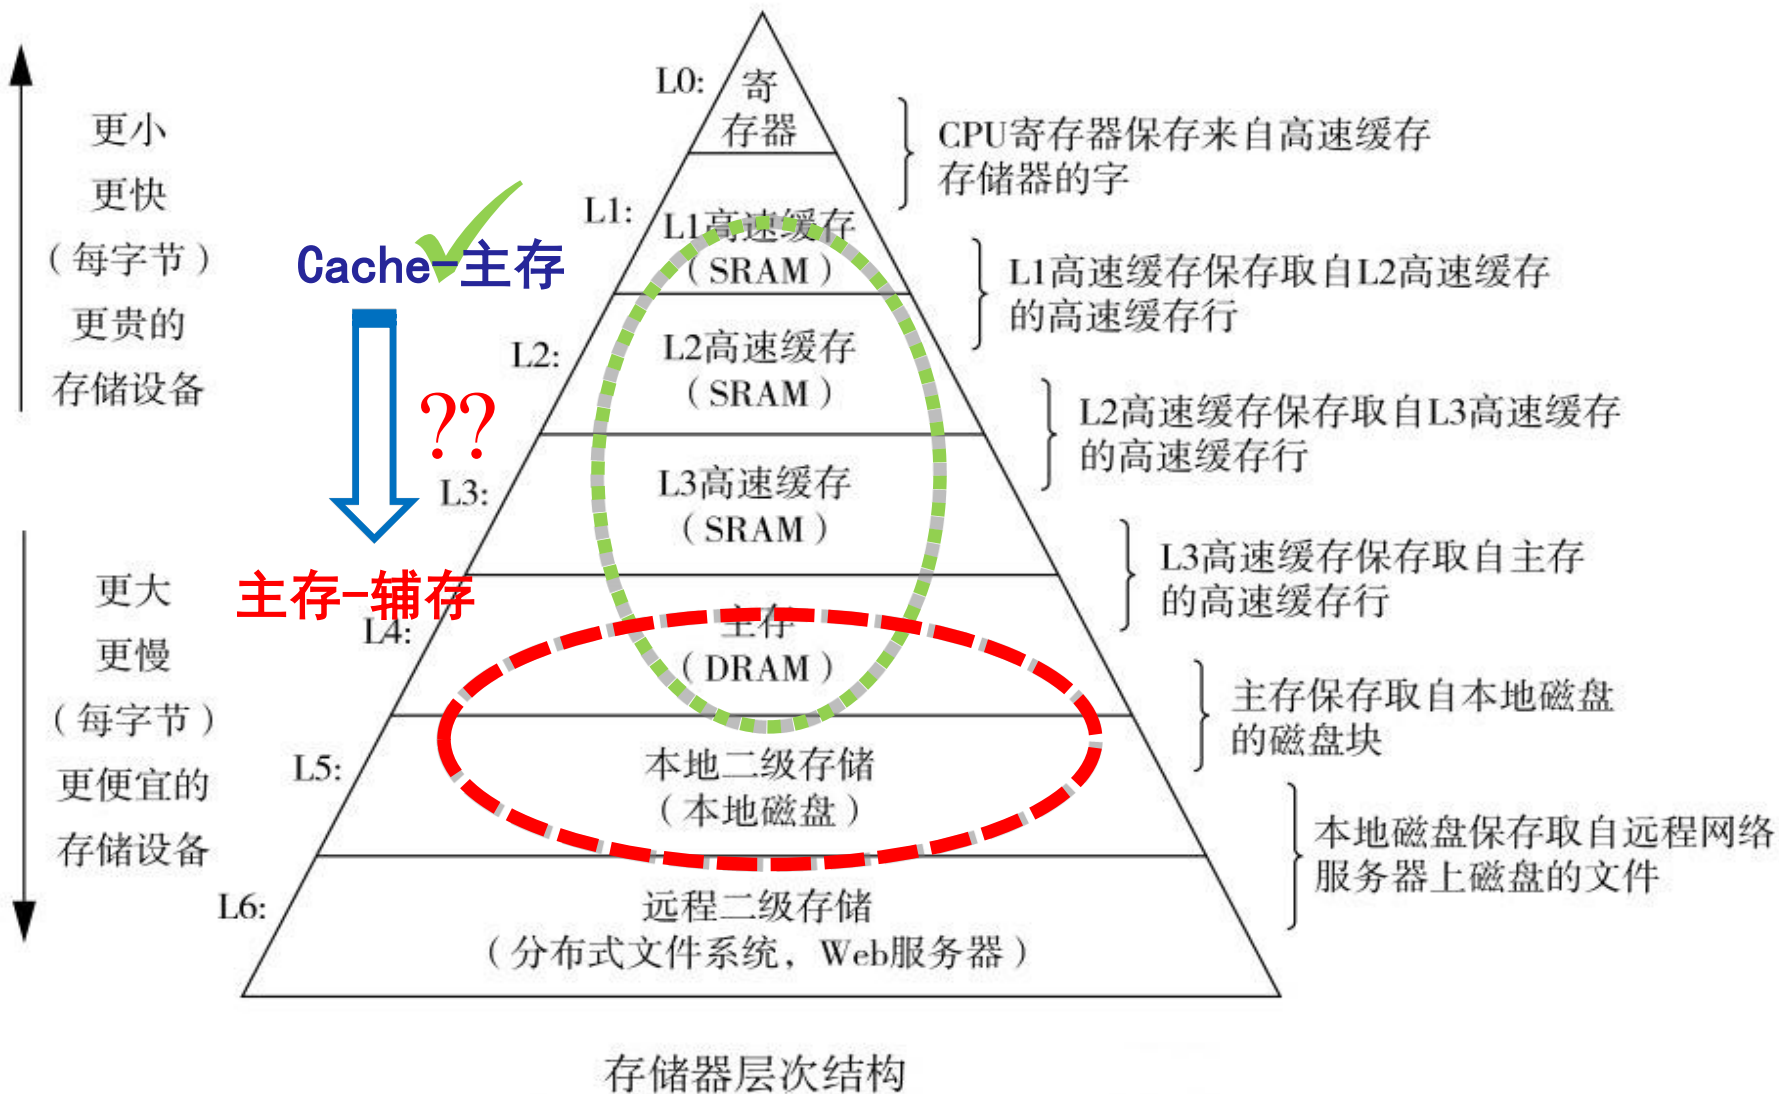 更小
更快
（每字节）
更贵的
存储设备
更大
更慢
（每字节）
更便宜的
存储设备
Cache-主存
??
主存-辅存
L0:
寄
存器
L1:
L1高速缓存
（SRAM）
L2:
L2高速缓存
（SRAM）
L3:
L3高速缓存
（SRAM）
L4:
主存
（DRAM）
L5:
本地二级存储
（本地磁盘）
L6:
远程二级存储
（分布式文件系统，Web服务器）
CPU寄存器保存来自高速缓存
存储器的字
L1高速缓存保存取自L2高速缓存
的高速缓存行
L2高速缓存保存取自L3高速缓存
的高速缓存行
L3高速缓存保存取自主存
的高速缓存行
主存保存取自本地磁盘
的磁盘块
本地磁盘保存取自远程网络
服务器上磁盘的文件
存储器层次结构